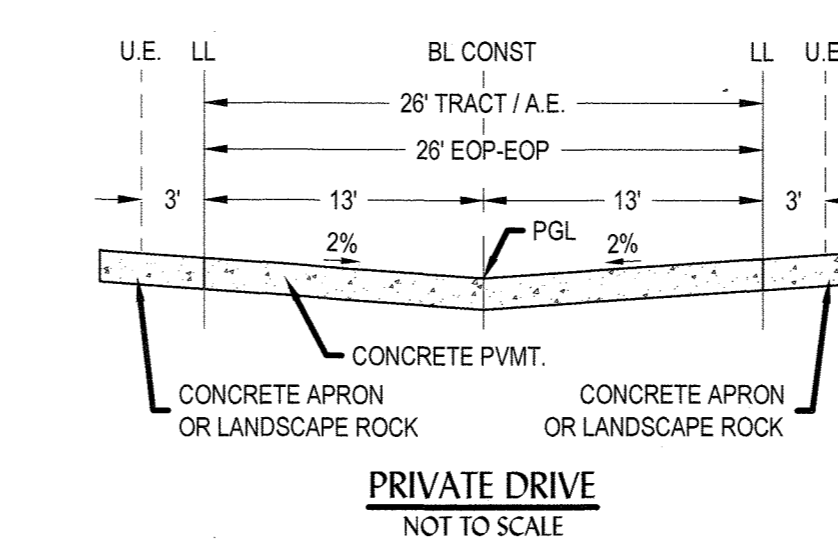 U.E. LL BL CONST LL U.E
26' TRACT / A.E.
26' EOP-EOP
3' 13' 13' 3'
PGL
2% 2%
CONCRETE PVMT.
CONCRETE APRON
OR LANDSCAPE ROCK
CONCRETE APRON
OR LANDSCAPE ROCK
PRIVATE DRIVE
NOT TO SCALE